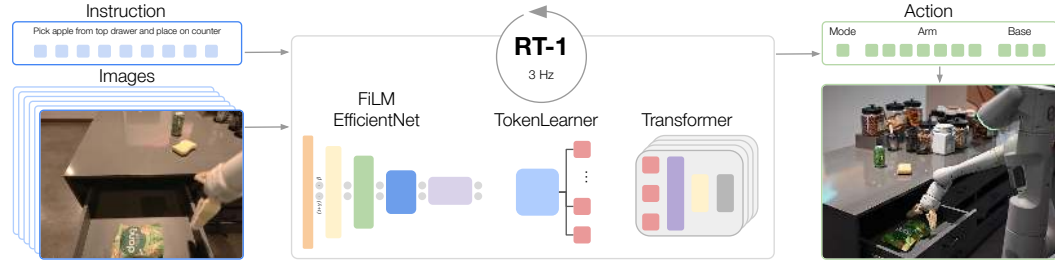 Instruction
Pick apple from top drawer and place on counter
Images
RT-1
3 Hz
FiLM
EfficientNet
TokenLearner
Transformer
Action
Mode Arm Base